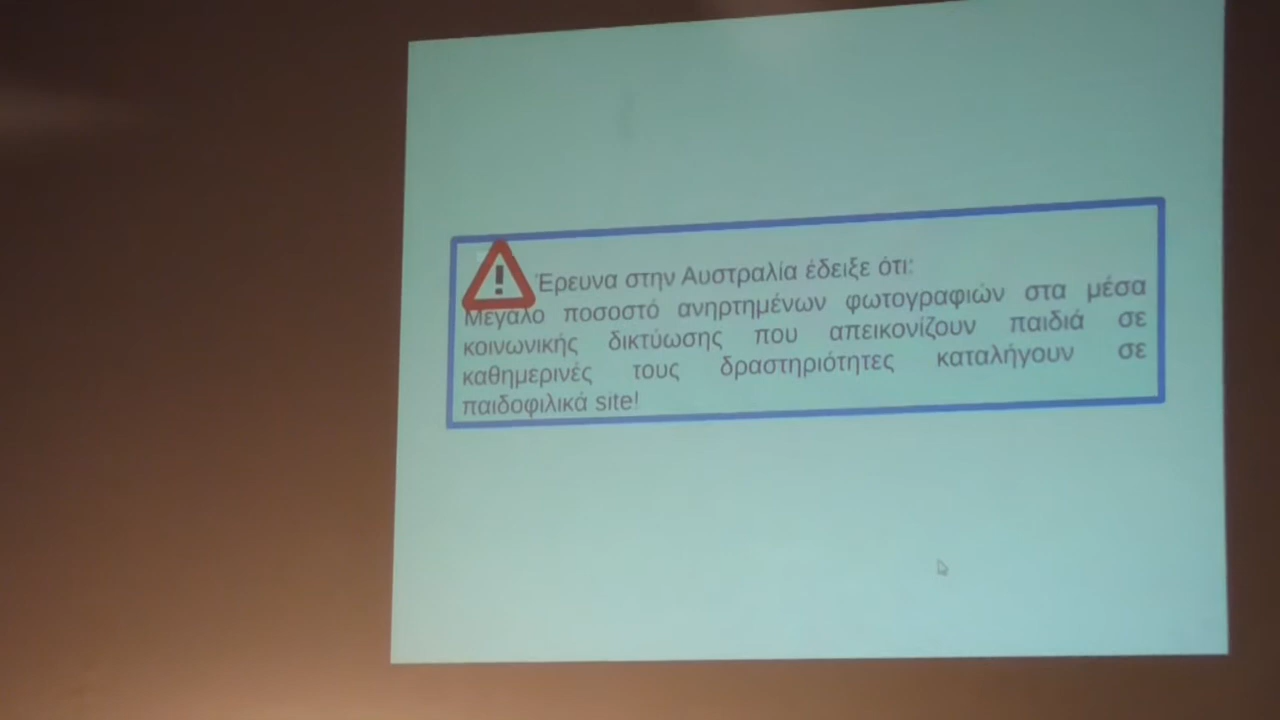 Έρευνα στην Αυστραλία έδειξε ότι:
Μεγάλο ποσοστό ανηρτημένων φωτογραφιών στα μέσα
κοινωνικής δικτύωσης που απεικονίζουν παιδιά σε
καθημερινές τους δραστηριότητες καταλήγουν σε
παιδοφιλικά site!